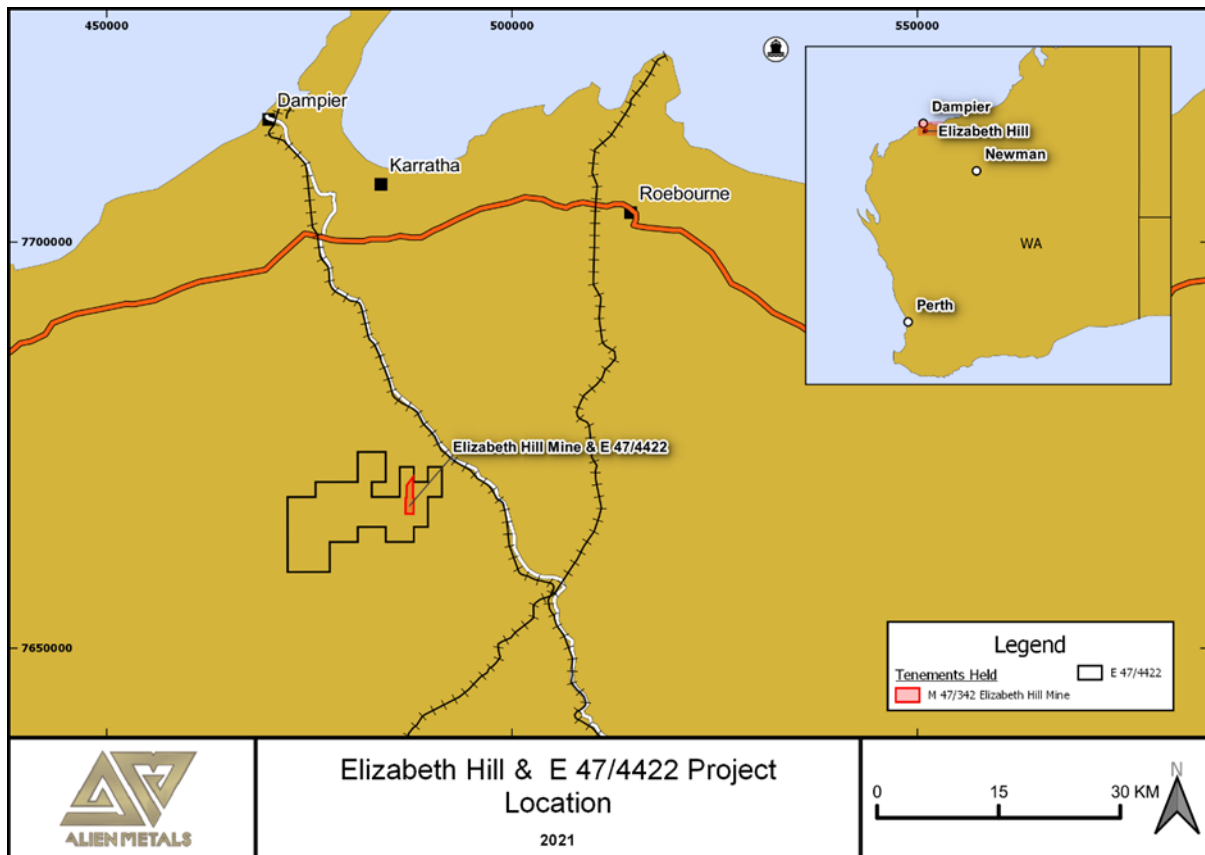 450000
500000
550000
Dampier
Karratha
Roebourne
7700000
Elizabeth Hill Mine & E 47/4422
7650000
Dampier
Elizabeth Hill
Newman
WA
Perth
Legend
Tenements Held
E 47/4422
M 47/342 Elizabeth Hill Mine
ALIEN METALS
Elizabeth Hill & E 47/4422 Project
Location
2021
0 15 30 KM
N